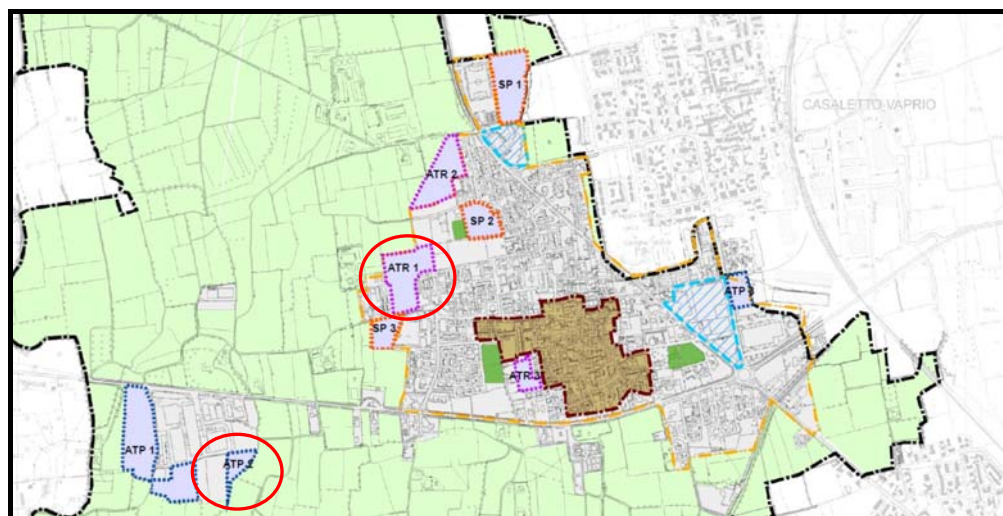 SP 1
CASALETTO VAPRIO
ATR 2
SP 2
ATR 1
ATP 3
SP 3
ATR 3
ATP 1
ATP 2